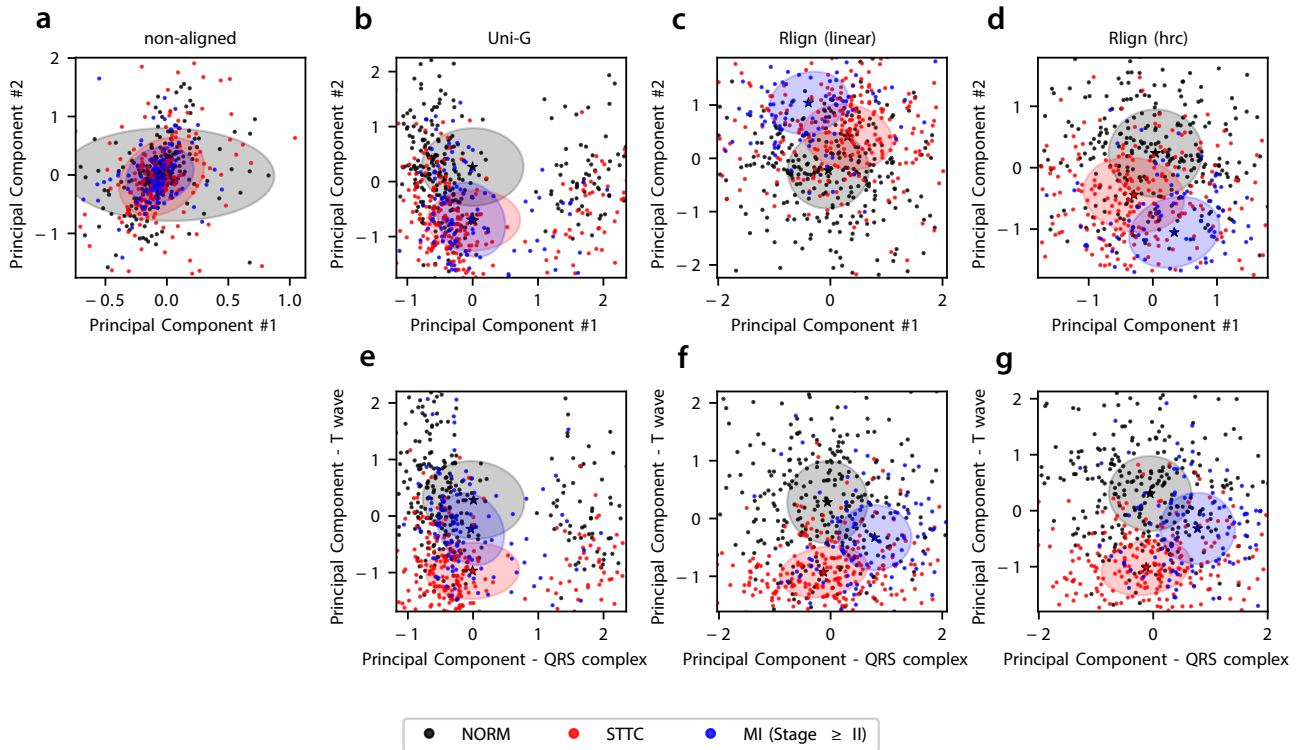 a
b
c
d
non-aligned
Uni-G
Rlign (linear)
Rlign (hrc)
Principal Component #2
2
1
0
− 1
− 0.5
0.0
0.5
1.0
Principal Component #1
Principal Component #2
2
1
0
− 1
− 1
0
1
2
Principal Component #1
Principal Component #2
1
0
− 1
− 2
− 2
0
2
Principal Component #1
Principal Component #2
1
0
− 1
− 1
0
1
Principal Component #1
e
f
g
Principal Component - T wave
2
1
0
− 1
− 1
0
1
2
Principal Component - QRS complex
Principal Component - T wave
2
1
0
− 1
− 2
0
2
Principal Component - QRS complex
Principal Component - T wave
2
1
0
− 1
− 2
0
2
Principal Component - QRS complex
NORM STTC MI (Stage ≥ II)